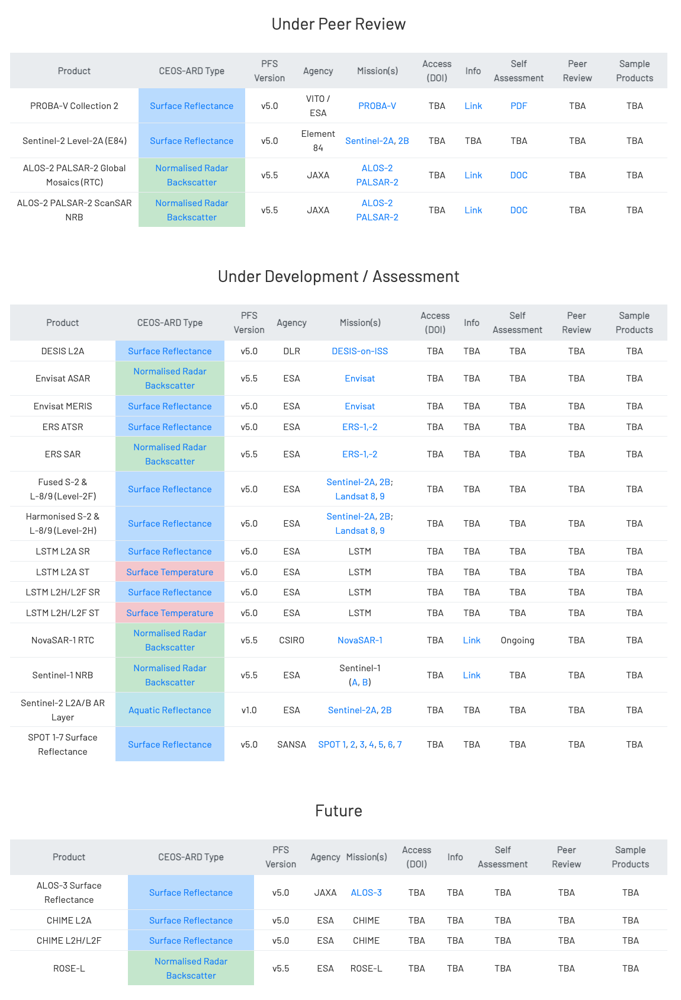 Under Peer Review
Product CEOS-ARD Type PFS Version Agency Mission(s) Access (DOI) Info Self Assessment Peer Review Sample Products
PROBA-V Collection 2 Surface Reflectance v5.0 VITO / ESA PROBA-V TBA Link PDF TBA TBA
Sentinel-2 Level-2A (E84) Surface Reflectance v5.0 Element 84 Sentinel-2A, 2B TBA TBA TBA TBA TBA
ALOS-2 PALSAR-2 Global Mosaics (RTC) Normalised Radar Backscatter v5.5 JAXA ALOS-2 PALSAR-2 TBA Link DOC TBA TBA
ALOS-2 PALSAR-2 ScanSAR NRB Normalised Radar Backscatter v5.5 JAXA ALOS-2 PALSAR-2 TBA Link DOC TBA TBA
Under Development / Assessment
Product CEOS-ARD Type PFS Version Agency Mission(s) Access (DOI) Info Self Assessment Peer Review Sample Products
DESIS L2A Surface Reflectance v5.0 DLR DESIS-on-ISS TBA TBA TBA TBA TBA
Envisat ASAR Normalised Radar Backscatter v5.5 ESA Envisat TBA TBA TBA TBA TBA
Envisat MERIS Surface Reflectance v5.0 ESA Envisat TBA TBA TBA TBA TBA
ERS ATSR Surface Reflectance v5.0 ESA ERS-1,-2 TBA TBA TBA TBA TBA
ERS SAR Normalised Radar Backscatter v5.5 ESA ERS-1,-2 TBA TBA TBA TBA TBA
Fused S-2 & L-8/9 (Level-2F) Surface Reflectance v5.0 ESA Sentinel-2A, 2B; Landsat 8, 9 TBA TBA TBA TBA TBA
Harmonised S-2 & L-8/9 (Level-2H) Surface Reflectance v5.0 ESA Sentinel-2A, 2B; Landsat 8, 9 TBA TBA TBA TBA TBA
LSTM L2A SR Surface Reflectance v5.0 ESA LSTM TBA TBA TBA TBA TBA
LSTM L2A ST Surface Temperature v5.0 ESA LSTM TBA TBA TBA TBA TBA
LSTM L2H/L2F SR Surface Reflectance v5.0 ESA LSTM TBA TBA TBA TBA TBA
LSTM L2H/L2F ST Surface Temperature v5.0 ESA LSTM TBA TBA TBA TBA TBA
NovaSAR-1 RTC Normalised Radar Backscatter v5.5 CSIRO NovaSAR-1 TBA Link Ongoing TBA TBA
Sentinel-1 NRB Normalised Radar Backscatter v5.5 ESA Sentinel-1 (A, B) TBA Link TBA TBA TBA
Sentinel-2 L2A/B AR Layer Aquatic Reflectance v1.0 ESA Sentinel-2A, 2B TBA TBA TBA TBA TBA
SPOT 1-7 Surface Reflectance Surface Reflectance v5.0 SANSA SPOT 1, 2, 3, 4, 5, 6, 7 TBA TBA TBA TBA TBA
Future
Product CEOS-ARD Type PFS Version Agency Mission(s) Access (DOI) Info Self Assessment Peer Review Sample Products
ALOS-3 Surface Reflectance Surface Reflectance v5.0 JAXA ALOS-3 TBA TBA TBA TBA TBA
CHIME L2A Surface Reflectance v5.0 ESA CHIME TBA TBA TBA TBA TBA
CHIME L2H/L2F Surface Reflectance v5.0 ESA CHIME TBA TBA TBA TBA TBA
ROSE-L Normalised Radar Backscatter v5.5 ESA ROSE-L TBA TBA TBA TBA TBA